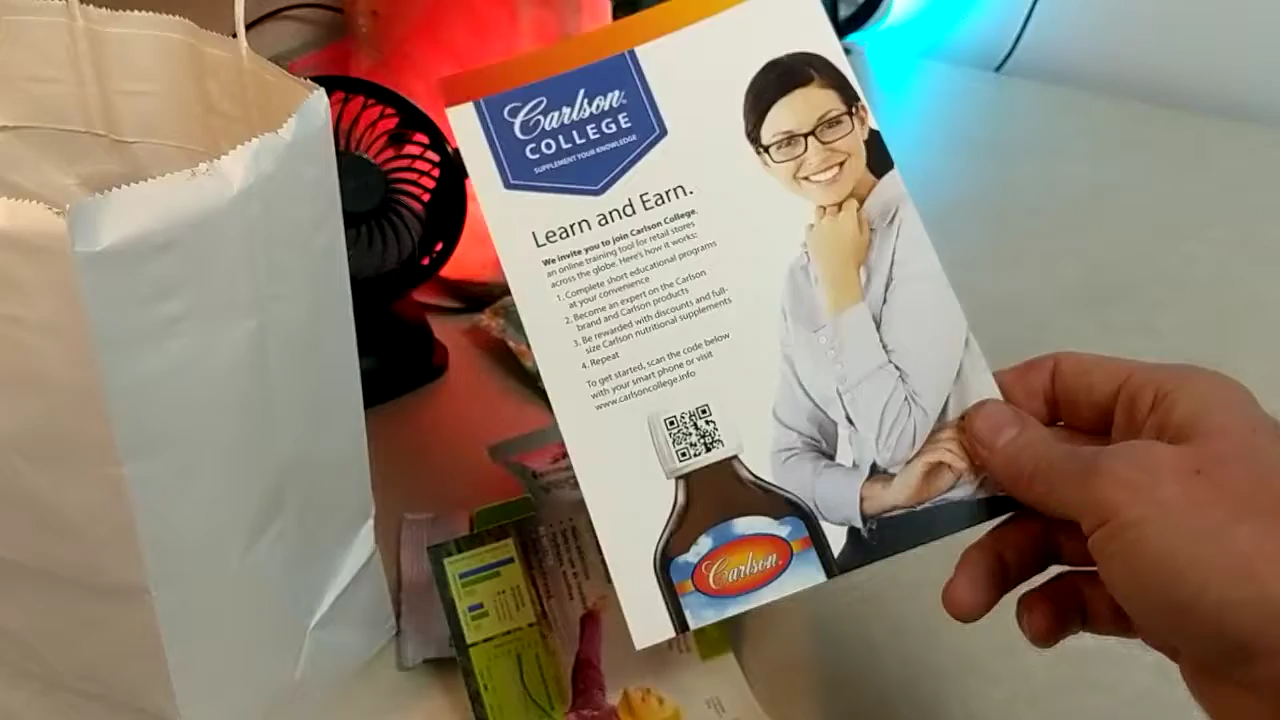 Carlson
COLLEGE
SUPPLEMENT YOUR KNOWLEDGE
Learn and Earn.
We invite you to join Carlson College,
an online training tool for retail stores
across the globe. Here's how it works:
1. Complete short educational programs
at your convenience
2. Become an expert on the Carlson
brand and Carlson products
3. Be rewarded with discounts and full-
size Carlson nutritional supplements
4. Repeat
To get started, scan the code below
with your smart phone or visit
www.carlsoncollege.info
Carlson